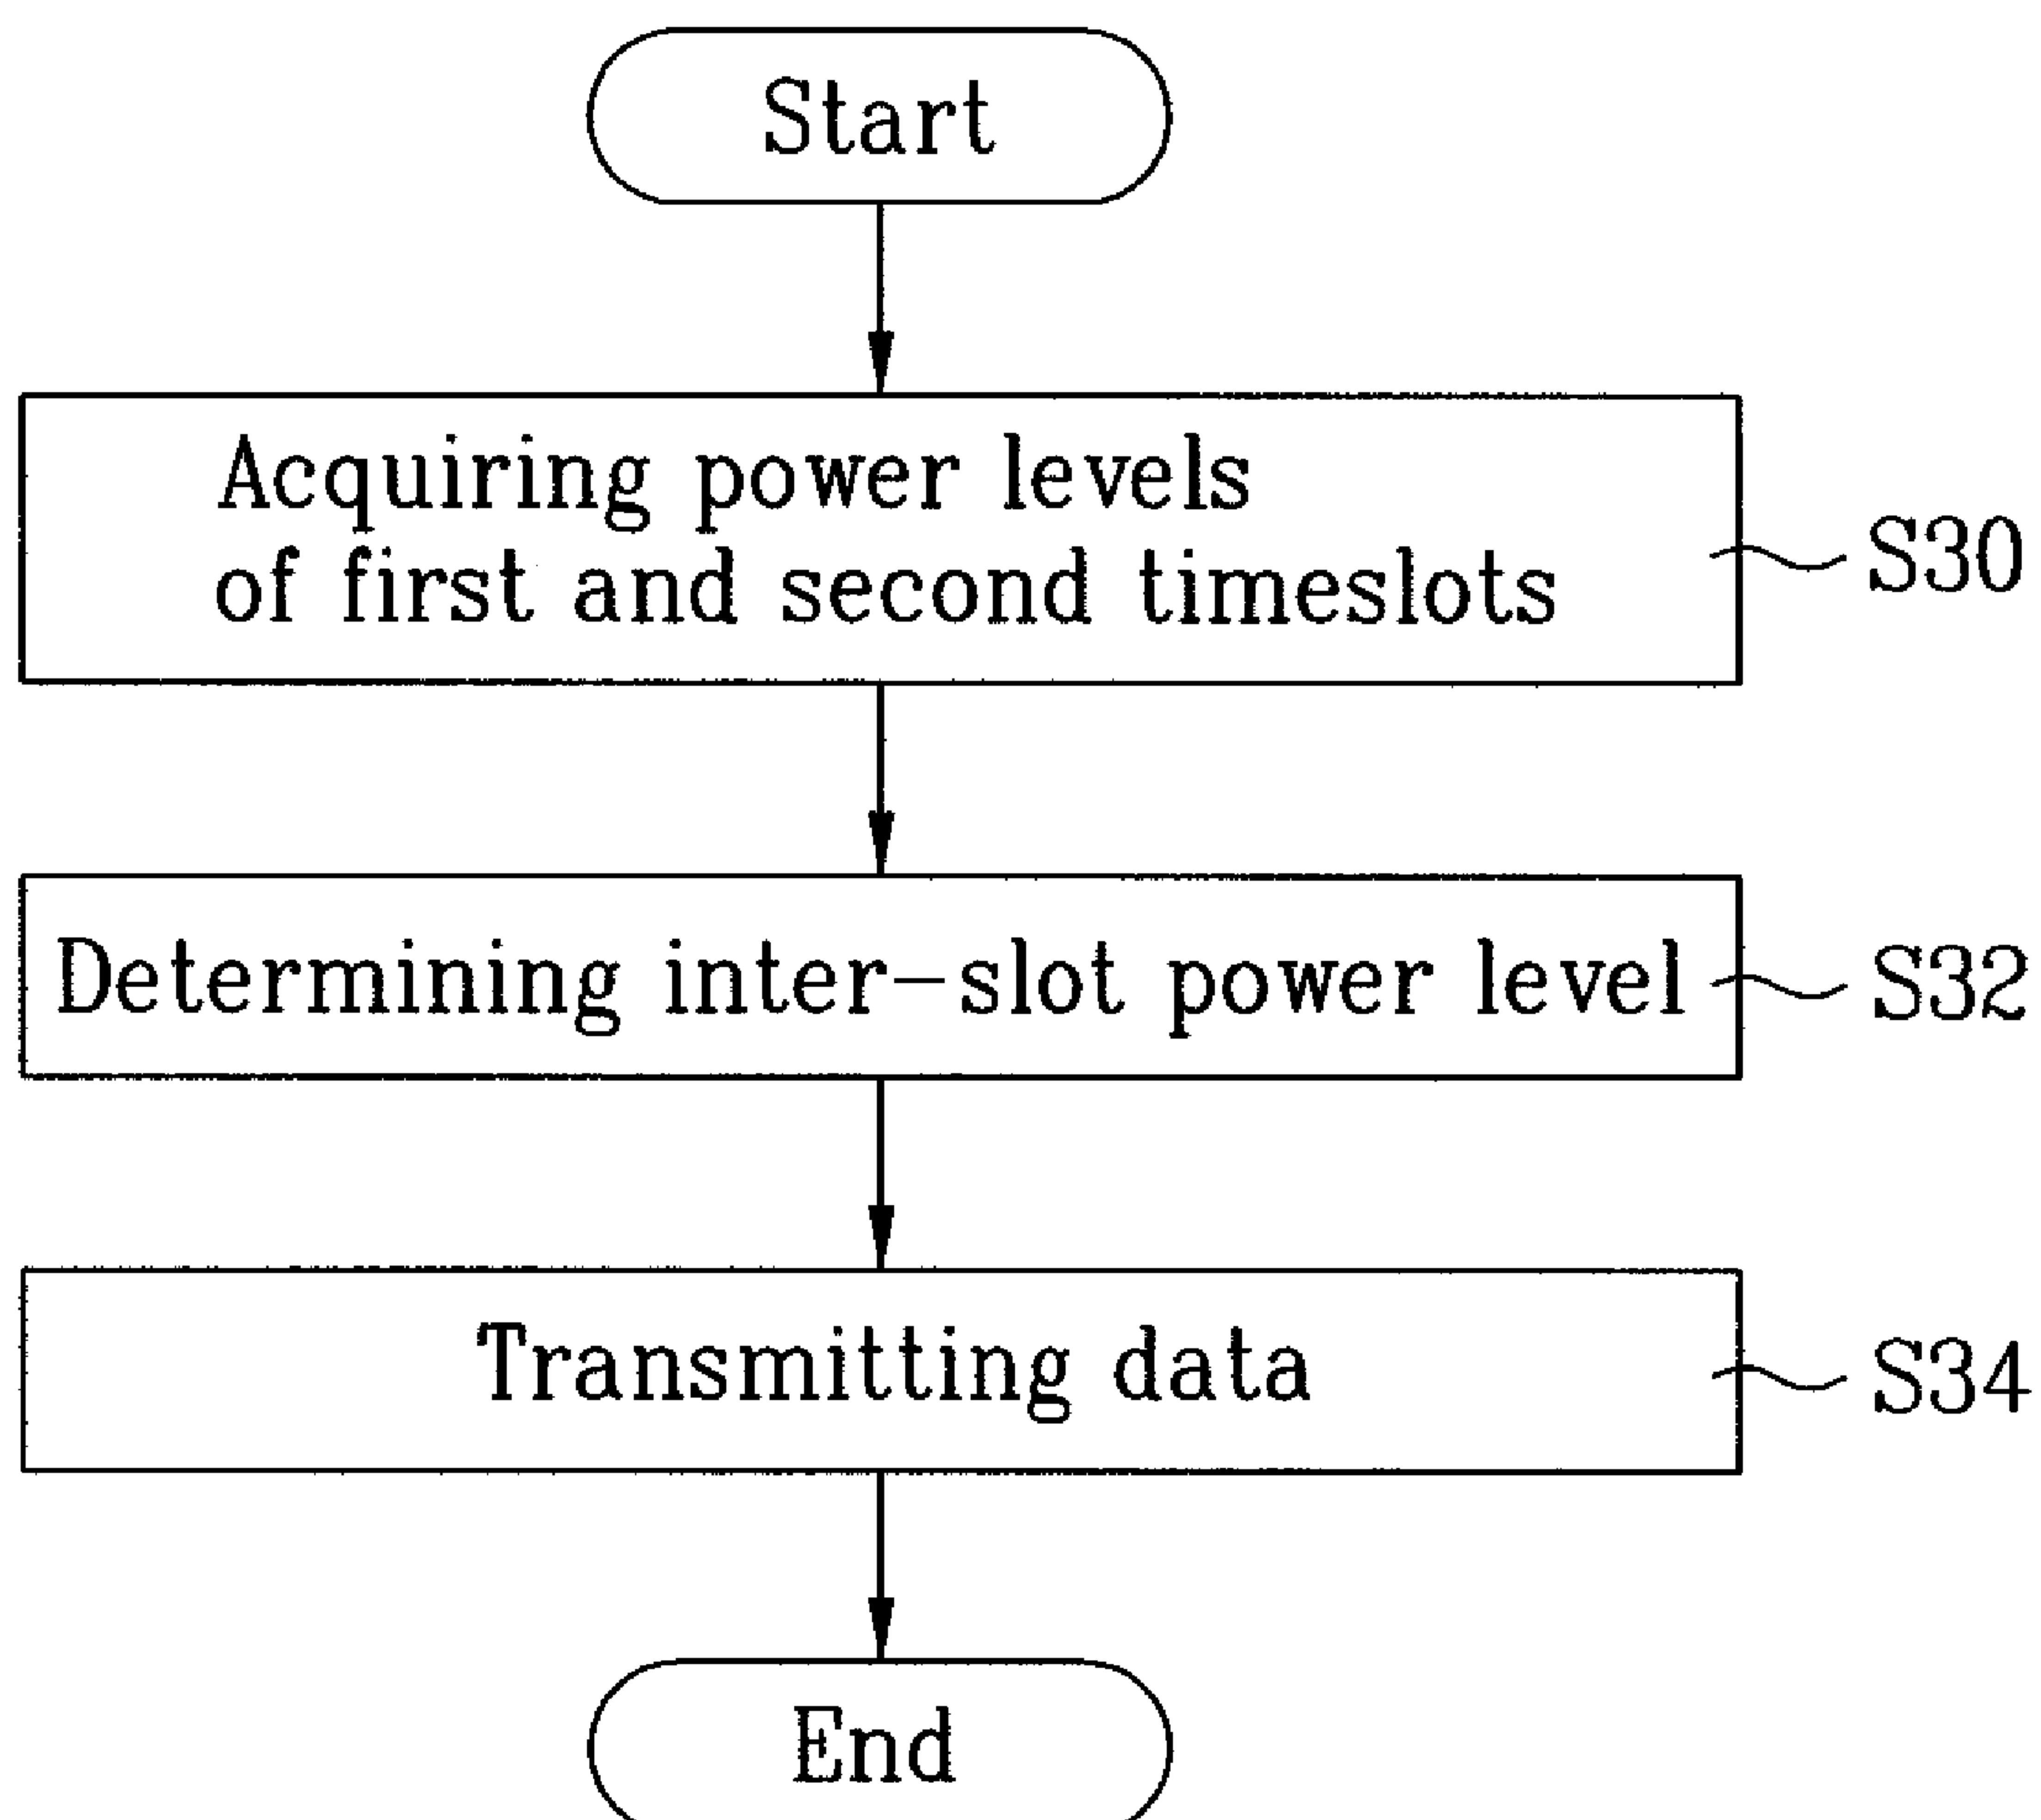 Start
Acquiring power levels
of first and second timeslots
S30
Determining inter-slot power level
S32
Transmitting data
S34
End